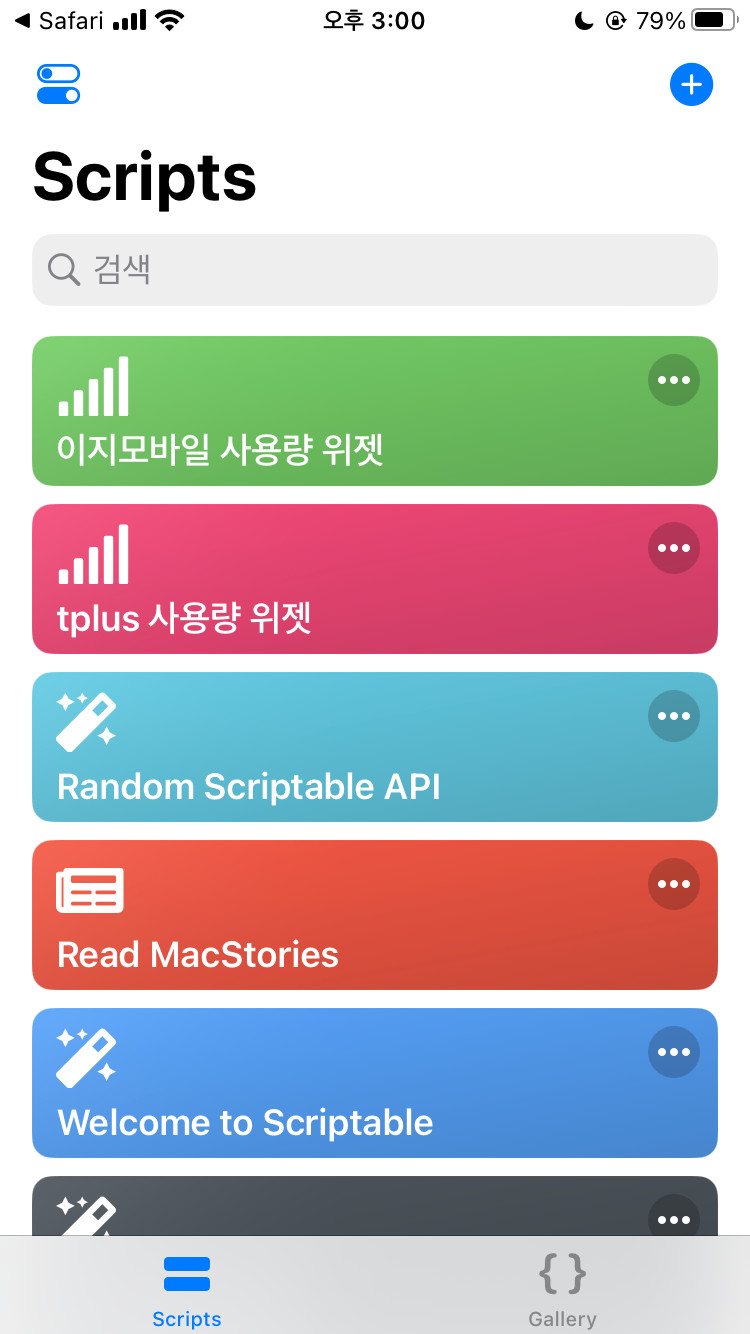 Safari
오후 3:00
79%
Scripts
검색
이지모바일 사용량 위젯
tplus 사용량 위젯
Random Scriptable API
Read MacStories
Welcome to Scriptable
Scripts
{ }
Gallery